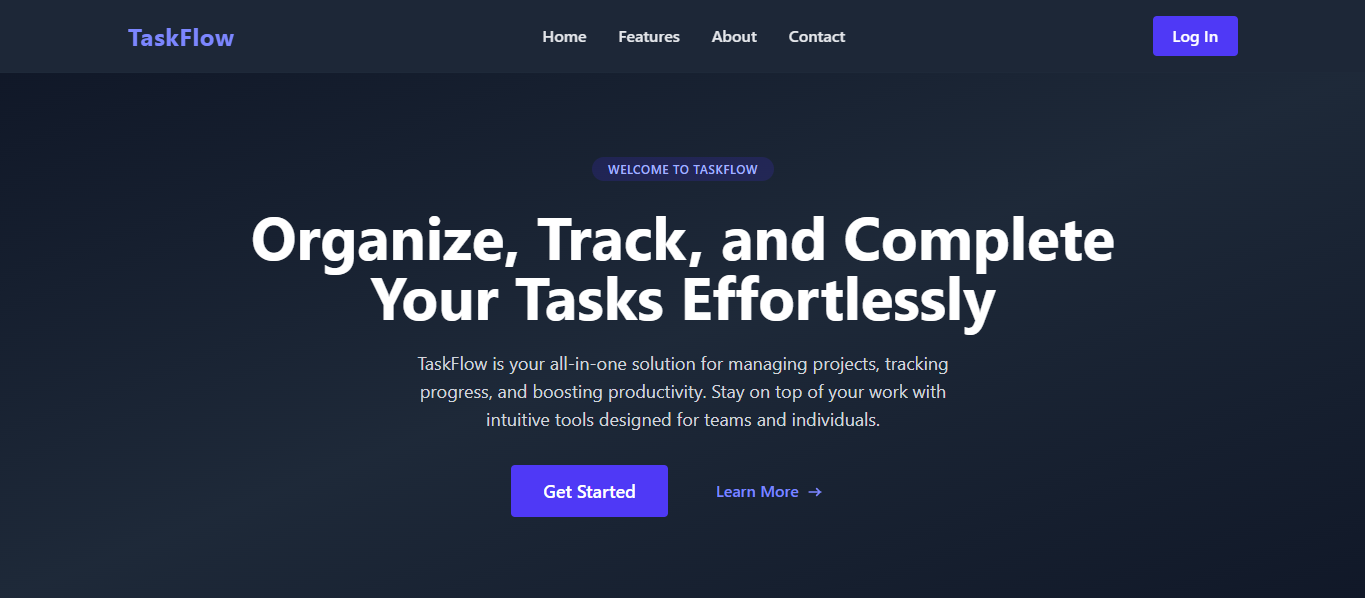 TaskFlow
Home Features About Contact
Log In
WELCOME TO TASKFLOW
Organize, Track, and Complete
Your Tasks Effortlessly
TaskFlow is your all-in-one solution for managing projects, tracking
progress, and boosting productivity. Stay on top of your work with
intuitive tools designed for teams and individuals.
Get Started
Learn More →